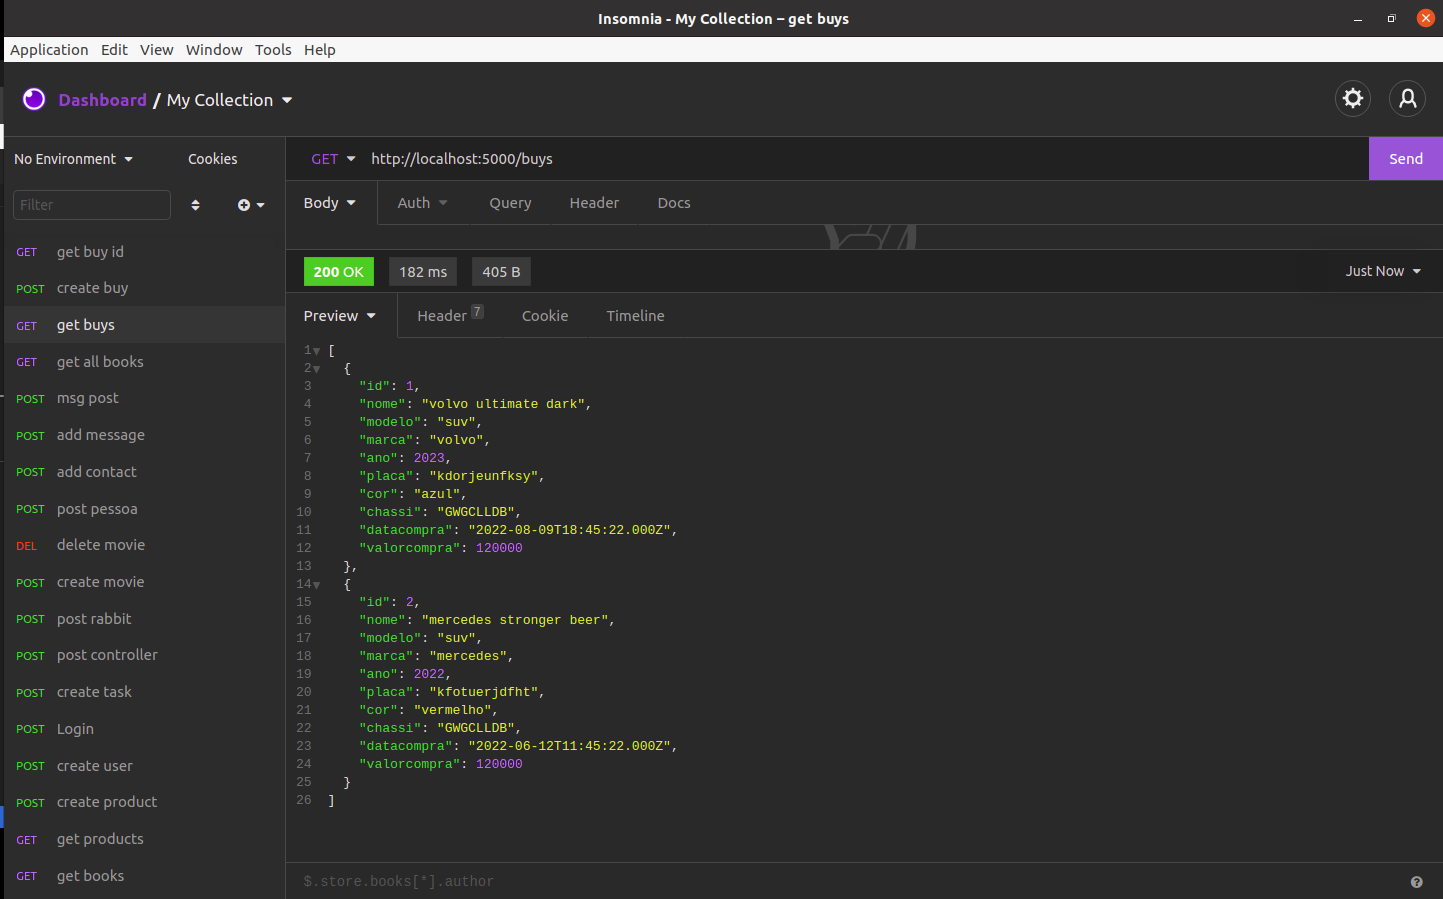 Insomnia - My Collection – get buys
Application Edit View Window Tools Help
Dashboard / My Collection
No Environment Cookies
GET http://localhost:5000/buys Send
Filter
Body Auth Query Header Docs
200 OK 182 ms 405 B Just Now
Preview Header 7 Cookie Timeline
GET get buy id
POST create buy
GET get buys
GET get all books
POST msg post
POST add message
POST add contact
POST post pessoa
DEL delete movie
POST create movie
POST post rabbit
POST post controller
POST create task
POST Login
POST create user
POST create product
GET get products
GET get books
1 [
2 {
3 "id": 1,
4 "nome": "volvo ultimate dark",
5 "modelo": "suv",
6 "marca": "volvo",
7 "ano": 2023,
8 "placa": "kdorjeunfksy",
9 "cor": "azul",
10 "chassi": "GWGCLLDB",
11 "datacompra": "2022-08-09T18:45:22.000Z",
12 "valorcompra": 120000
13 },
14 {
15 "id": 2,
16 "nome": "mercedes stronger beer",
17 "modelo": "suv",
18 "marca": "mercedes",
19 "ano": 2022,
20 "placa": "kfotuerjdfht",
21 "cor": "vermelho",
22 "chassi": "GWGCLLDB",
23 "datacompra": "2022-06-12T11:45:22.000Z",
24 "valorcompra": 120000
25 }
26 ]
$.store.books[*].author